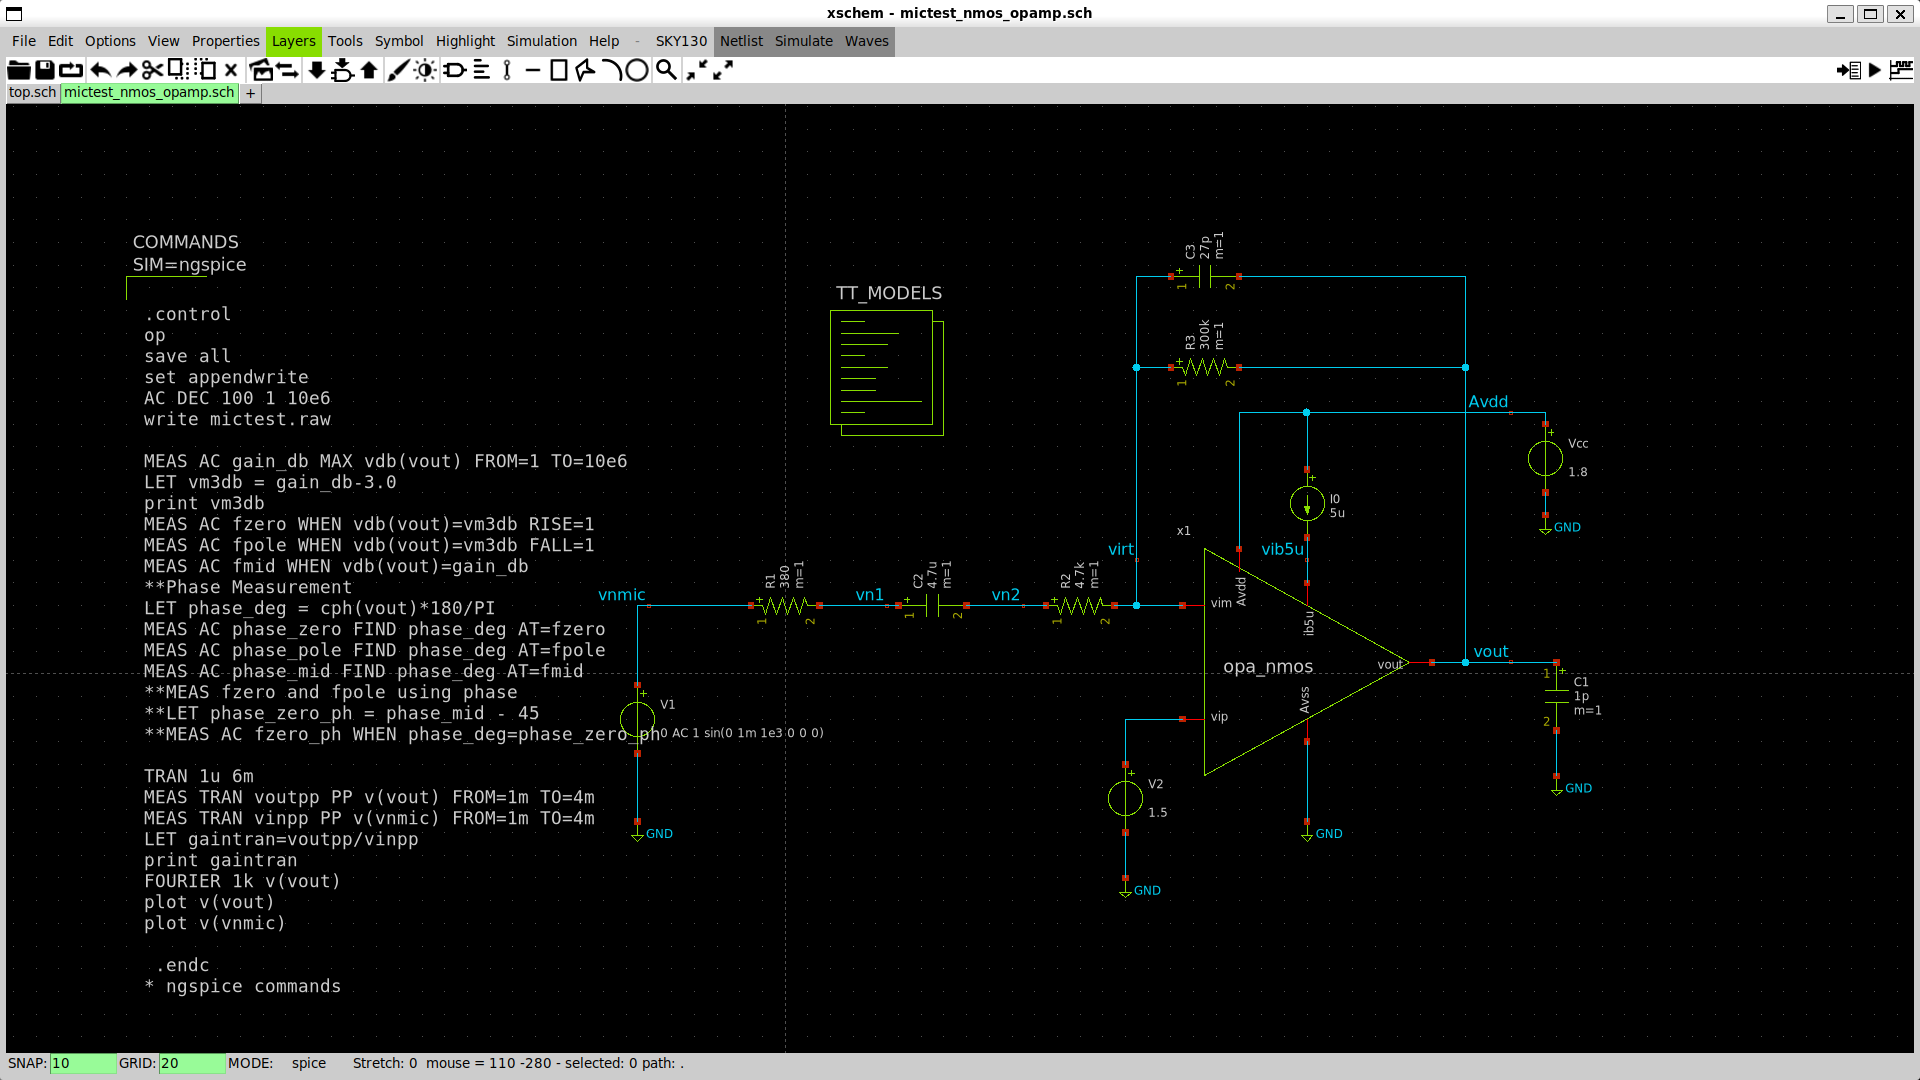 xschem - mictest_nmos_opamp.sch
File Edit Options View Properties Layers Tools Symbol Highlight Simulation Help - SKY130 Netlist Simulate Waves
top.sch mictest_nmos_opamp.sch +
COMMANDS
SIM=ngspice
.control
op
save all
set appendwrite
AC DEC 100 1 10e6
write mictest.raw
MEAS AC gain_db MAX vdb(vout) FROM=1 TO=10e6
LET vm3db = gain_db-3.0
print vm3db
MEAS AC fzero WHEN vdb(vout)=vm3db RISE=1
MEAS AC fpole WHEN vdb(vout)=vm3db FALL=1
MEAS AC fmid WHEN vdb(vout)=gain_db
**Phase Measurement
LET phase_deg = cph(vout)*180/PI
MEAS AC phase_zero FIND phase_deg AT=fzero
MEAS AC phase_pole FIND phase_deg AT=fpole
MEAS AC phase_mid FIND phase_deg AT=fmid
**MEAS fzero and fpole using phase
**LET phase_zero_ph = phase_mid - 45
**MEAS AC fzero_ph WHEN phase_deg=phase_zero_ph
TRAN 1u 6m
MEAS TRAN voutpp PP v(vout) FROM=1m TO=4m
MEAS TRAN vinpp PP v(vnmic) FROM=1m TO=4m
LET gaintran=voutpp/vinpp
print gaintran
FOURIER 1k v(vout)
plot v(vout)
plot v(vnmic)
.endc
* ngspice commands
TT_MODELS
vnmic
V1
0 AC 1 sin(0 1m 1e3 0 0 0)
+
GND
R1
380
m=1
+
1
2
vn1
C2
4.7u
m=1
+
1
2
vn2
R2
4.7k
m=1
+
1
2
virt
C3
27p
m=1
+
1
2
R3
300k
m=1
+
1
2
Avdd
Vcc
1.8
+
GND
I0
5u
+
vib5u
x1
vim
Avdd
ib5u
opa_nmos
vout
Avss
vip
vout
C1
1p
m=1
+
1
2
GND
V2
1.5
+
GND
GND
SNAP: 10 GRID: 20 MODE: spice Stretch: 0 mouse = 110 -280 - selected: 0 path: .